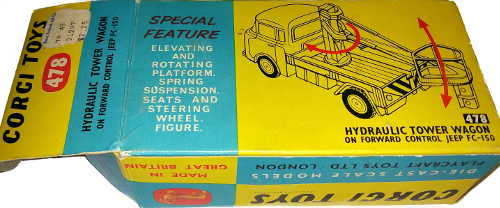 CORGI TOYS
478
HYDRAULIC TOWER WAGON
ON FORWARD CONTROL JEEP FC-150
SPECIAL
FEATURE
ELEVATING
AND
ROTATING
PLATFORM.
SPRING
SUSPENSION.
SEATS AND
STEERING
WHEEL.
FIGURE.
478
HYDRAULIC TOWER WAGON
ON FORWARD CONTROL JEEP FC-150
MADE IN
GREAT BRITAIN
DIE-CAST SCALE MODELS
PLAYCRAFT TOYS LTD LONDON
CORGI TOYS